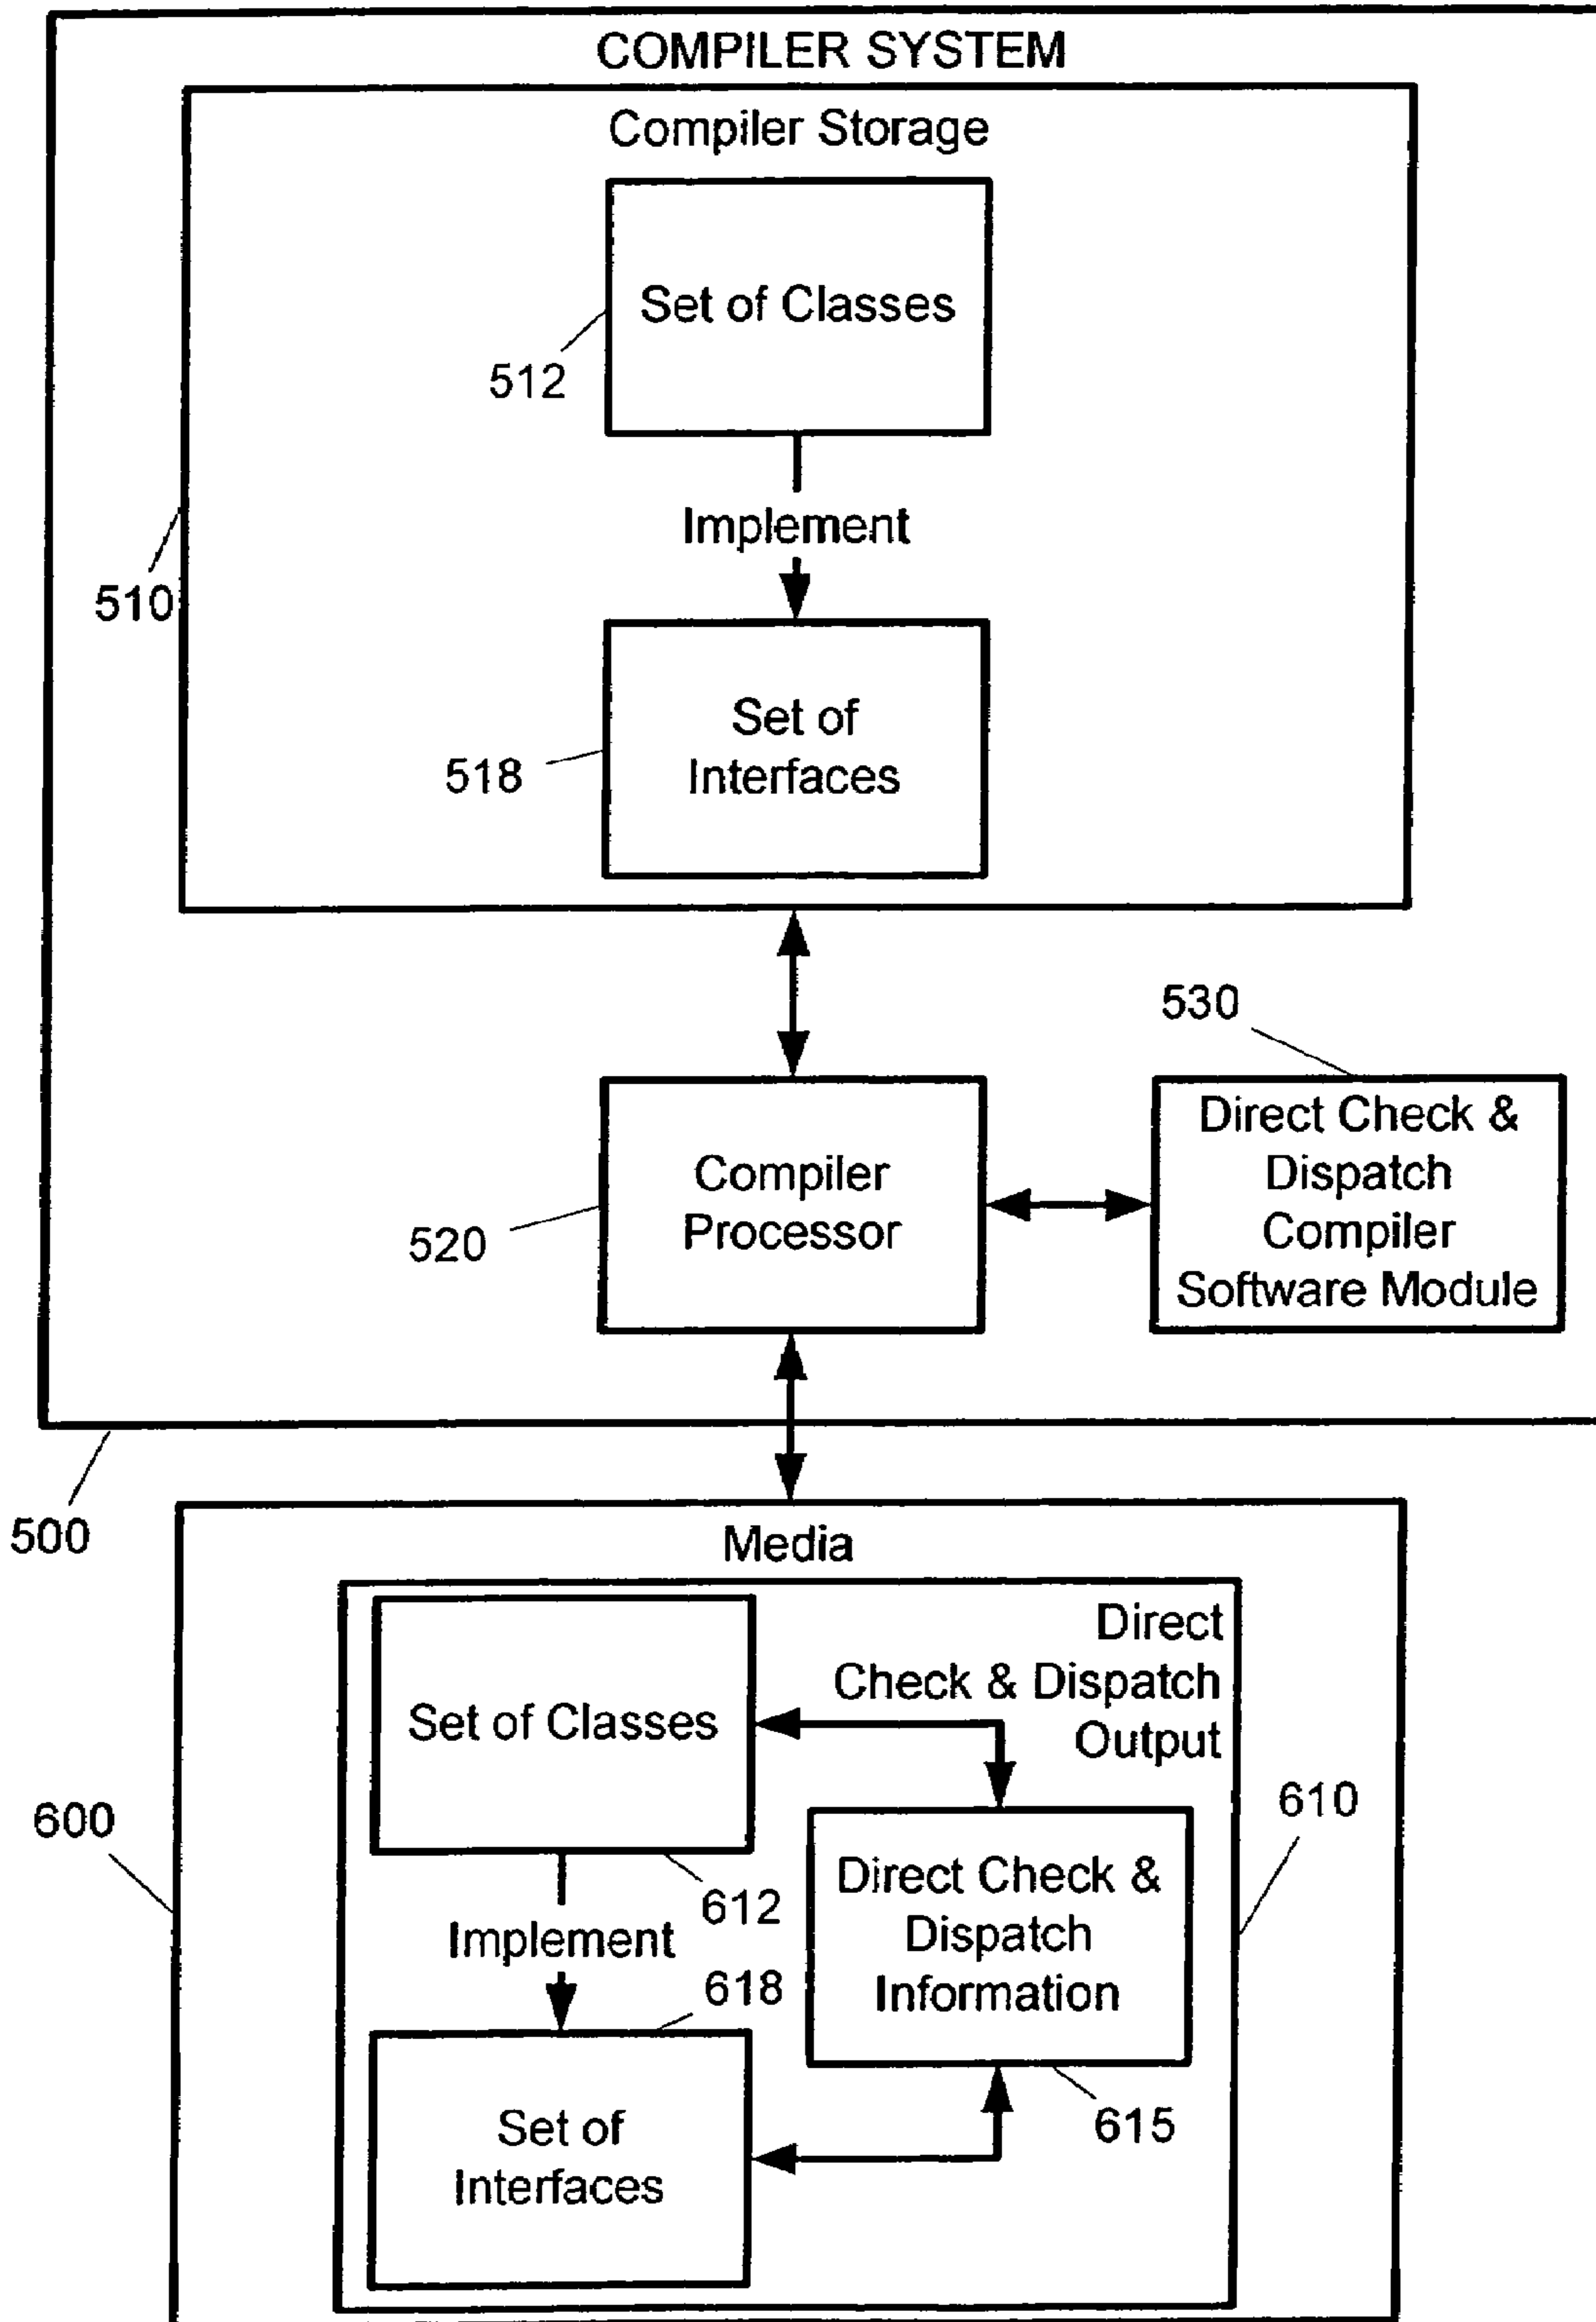 COMPILER SYSTEM
Compiler Storage
Set of Classes
512
Implement
510
Set of
Interfaces
518
530
Compiler
Processor
520
Direct Check &
Dispatch
Compiler
Software Module
500
Media
Direct
Check & Dispatch
Output
Set of Classes
610
600
612
Direct Check &
Dispatch
Information
Implement
618
615
Set of
Interfaces